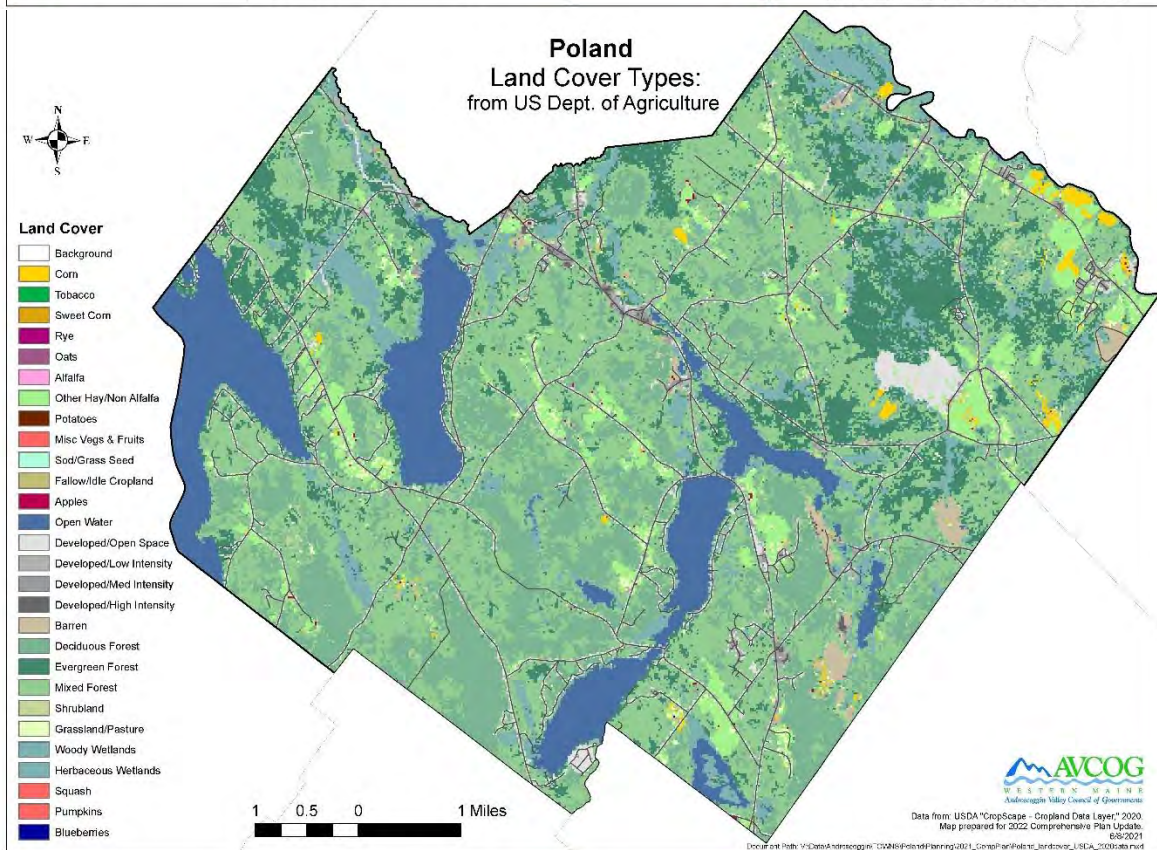 Poland
Land Cover Types:
from US Dept. of Agriculture
N
W
E
S
Land Cover
Background
Corn
Tobacco
Sweet Corn
Rye
Oats
Alfalfa
Other Hay/Non Alfalfa
Potatoes
Misc Vegs & Fruits
Sod/Grass Seed
Fallow/Idle Cropland
Apples
Open Water
Developed/Open Space
Developed/Low Intensity
Developed/Med Intensity
Developed/High Intensity
Barren
Deciduous Forest
Evergreen Forest
Mixed Forest
Shrubland
Grassland/Pasture
Woody Wetlands
Herbaceous Wetlands
Squash
Pumpkins
Blueberries
1 0.5 0 1 Miles
AVCOG
WESTERN MAINE
Androscoggin Valley Council of Governments
Data from: USDA "CropScape - Cropland Data Layer," 2020.
Map prepared for 2022 Comprehensive Plan Update.
6/8/2021
Document Path: